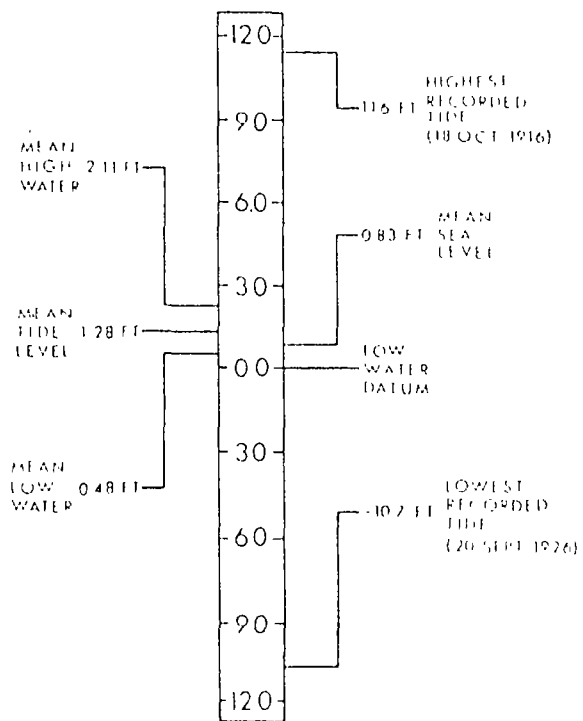 12.0
9.0
6.0
3.0
0.0
3.0
6.0
9.0
12.0
MEAN
HIGH 2.11 FT
WATER
MEAN
TIDE 1.28 FT
LEVEL
MEAN
LOW 0.48 FT
WATER
HIGHEST
11.6 FT RECORDED
TIDE
(18 OCT 1916)
MEAN
0.83 FT SEA
LEVEL
LOW
WATER
DATUM
LOWEST
-10.2 FT RECORDED
TIDE
(20 SEPT 1926)